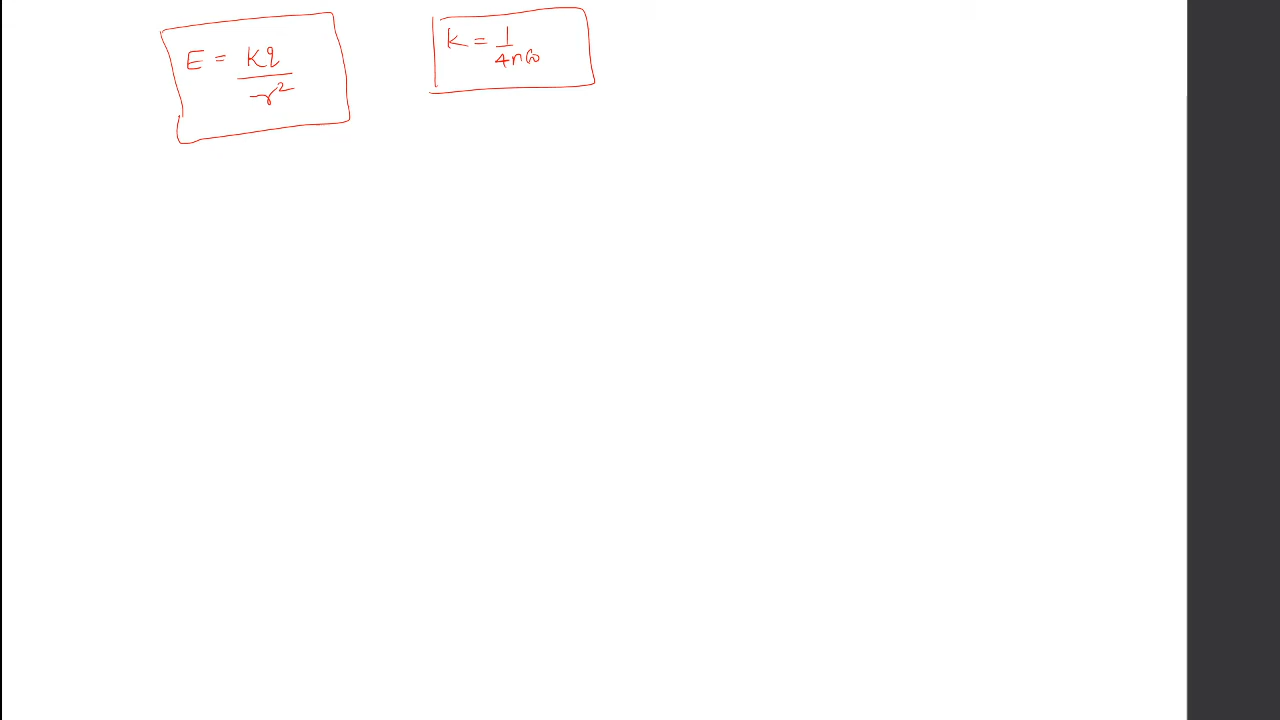 E = Kq / r²
K = 1 / 4πε₀